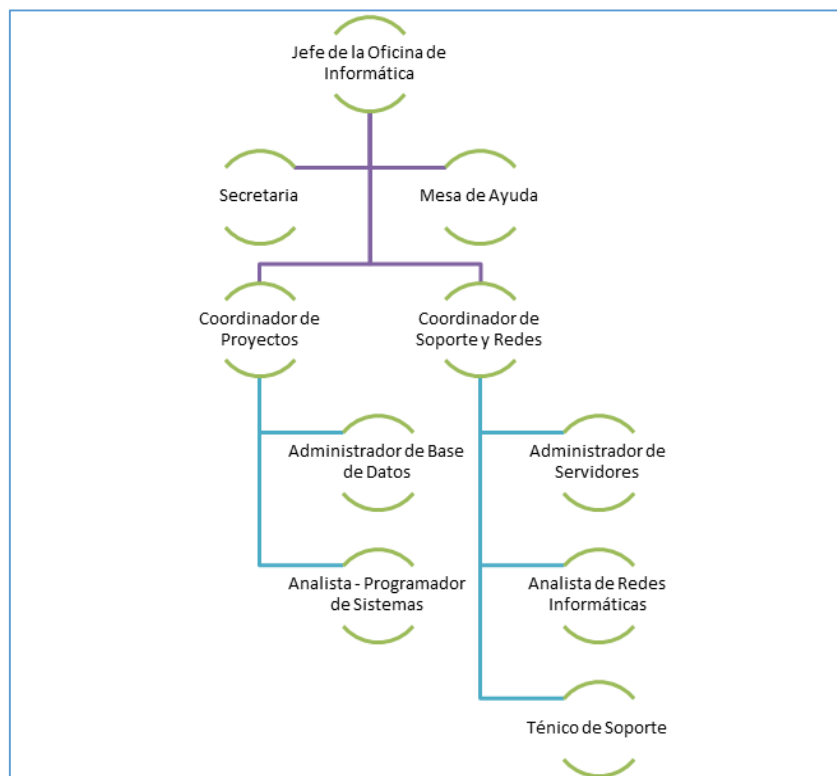 Jefe de la Oficina de
Informática
Secretaria
Mesa de Ayuda
Coordinador de
Proyectos
Coordinador de
Soporte y Redes
Administrador de Base
de Datos
Administrador de
Servidores
Analista - Programador
de Sistemas
Analista de Redes
Informáticas
Ténico de Soporte